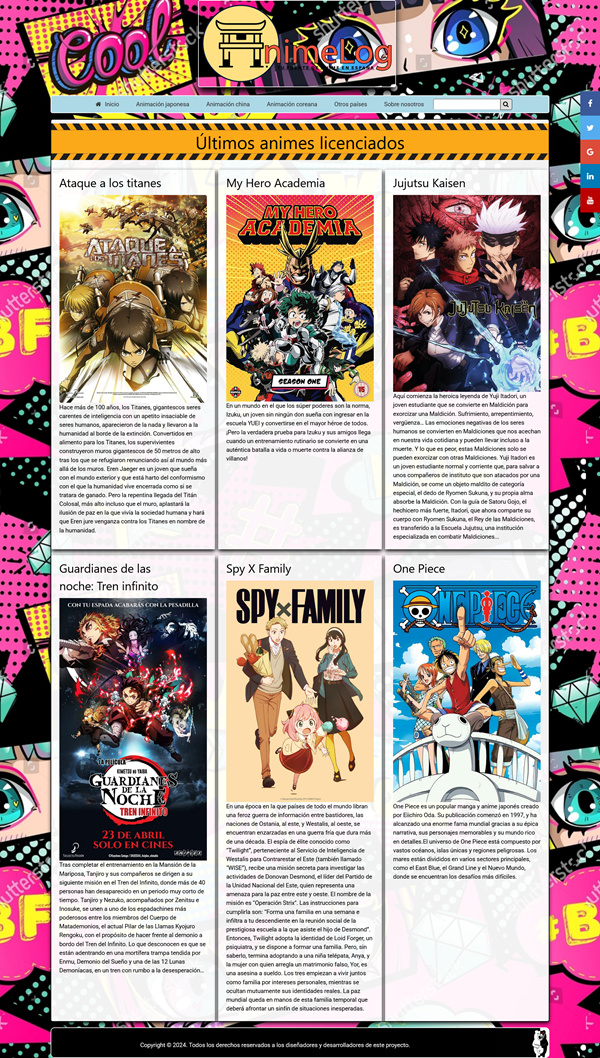 Cool
AnimeLog
Inicio Animación japonesa Animación china Animación coreana Otros países Sobre nosotros
Últimos animes licenciados
Ataque a los titanes
ATAQUE A LOS TITANES
Hace más de 100 años, los Titanes, gigantescos seres
carentes de inteligencia con un apetito insaciable de
seres humanos, aparecieron de la nada y llevaron a la
humanidad al borde de la extinción. Convertidos en
alimento para los Titanes, los supervivientes
construyeron muros gigantescos de 50 metros de alto
tras los que se refugiaron renunciando así al mundo más
allá de los muros. Eren Jaeger es un joven que sueña
con el mundo exterior y que está harto del conformismo
con el que la humanidad vive encerrada como si se
tratara de ganado. Pero la repentina llegada del Titán
Colosal, más alto incluso que el muro, aplastará la
ilusión de paz en la que vivía la sociedad humana y hará
que Eren jure venganza contra los Titanes en nombre de
la humanidad.
My Hero Academia
MY HERO
ACADEMIA
SEASON ONE
15
En un mundo en el que los súper poderes son la norma,
Izuku, un joven sin ningún don sueña con ingresar en la
escuela YUEI y convertirse en el mayor héroe de todos.
¡Pero la verdadera prueba para Izuku y sus amigos llega
cuando un entrenamiento rutinario se convierte en una
auténtica batalla a vida o muerte contra la alianza de
villanos!
Jujutsu Kaisen
JUJUTSU KAISEN
Aquí comienza la heroica leyenda de Yuji Itadori, un
joven estudiante que se convierte en Maldición para
exorcizar una Maldición. Sufrimiento, arrepentimiento,
vergüenza... Las emociones negativas de los seres
humanos se convierten en Maldiciones que nos acechan
en nuestra vida cotidiana y pueden llevar incluso a la
muerte. Y lo que es peor, estas Maldiciones solo se
pueden exorcizar con otras Maldiciones. Yuji Itadori es
un joven estudiante normal y corriente que, para salvar a
unos compañeros de instituto que son atacados por una
Maldición, se come un objeto maldito de categoría
especial, el dedo de Ryomen Sukuna, y su propia alma
absorbe la Maldición. Con la guía de Satoru Gojo, el
hechicero más fuerte, Itadori, que ahora comparte su
cuerpo con Ryomen Sukuna, el Rey de las Maldiciones,
es transferido a la Escuela Jujutsu, una institución
especializada en combatir Maldiciones...
Guardianes de las
noche: Tren infinito
CON TU ESPADA ACABARÁS CON LA PESADILLA
LA PELÍCULA
KIMETSU NO YAIBA
GUARDIANES
DE LA
NOCHE
TREN INFINITO
23 DE ABRIL
SOLO EN CINES
Tras completar el entrenamiento en la Mansión de la
Mariposa, Tanjiro y sus compañeros se dirigen a su
siguiente misión en el Tren del Infinito, donde más de 40
personas han desaparecido en un periodo muy corto de
tiempo. Tanjiro y Nezuko, acompañados por Zenitsu e
Inosuke, se unen a uno de los espadachines más
poderosos entre los miembros del Cuerpo de
Matademonios, el actual Pilar de las Llamas Kyojuro
Rengoku, con el propósito de hacer frente al demonio a
bordo del Tren del Infinito. Lo que desconocen es que se
están adentrando en una mortífera trampa tendida por
Enmu, Demonio del Sueño y una de las 12 Lunas
Demoníacas, en un tren con rumbo a la desesperación...
Spy X Family
SPY×FAMILY
En una época en la que países de todo el mundo libran
una feroz guerra de información entre bastidores, las
naciones de Ostania, al este, y Westalis, al oeste, se
encuentran enzarzadas en una guerra fría que dura más
de una década. El espía de élite conocido como
"Twilight", perteneciente al Servicio de Inteligencia de
Westalis para Contrarestar el Este (también llamado
"WISE"), recibe una misión secreta para investigar las
actividades de Donovan Desmond, el líder del Partido de
la Unidad Nacional del Este, quien representa una
amenaza para la paz entre este y oeste. El nombre de la
misión es "Operación Strix". Las instrucciones para
cumplirla son: "Forma una familia en una semana e
infiltra a tu descendiente en la reunión social de la
prestigiosa escuela a la que asiste el hijo de Desmond".
Entonces, Twilight adopta la identidad de Loid Forger, un
psiquiatra, y se dispone a formar una familia. Pero, sin
saberlo, termina adoptando a una niña telépata, Anya, y
la mujer con quien arregla un matrimonio falso, Yor, es
una asesina a sueldo. Los tres empiezan a vivir juntos
como familia por intereses personales, mientras se
ocultan mutuamente sus identidades reales. La paz
mundial queda en manos de esta familia temporal que
deberá afrontar un sinfín de situaciones inesperadas.
One Piece
ONE PIECE
One Piece es un popular manga y anime japonés creado
por Eiichiro Oda. Su publicación comenzó en 1997, y ha
alcanzado una enorme fama mundial gracias a su épica
narrativa, sus personajes memorables y su mundo rico
en detalles.El universo de One Piece está compuesto por
vastos océanos, islas únicas y regiones peligrosas. Los
mares están divididos en varios sectores principales,
como el East Blue, el Grand Line y el Nuevo Mundo,
donde se encuentran los desafíos más difíciles.
Copyright © 2024. Todos los derechos reservados a los diseñadores y desarrolladores de este proyecto.